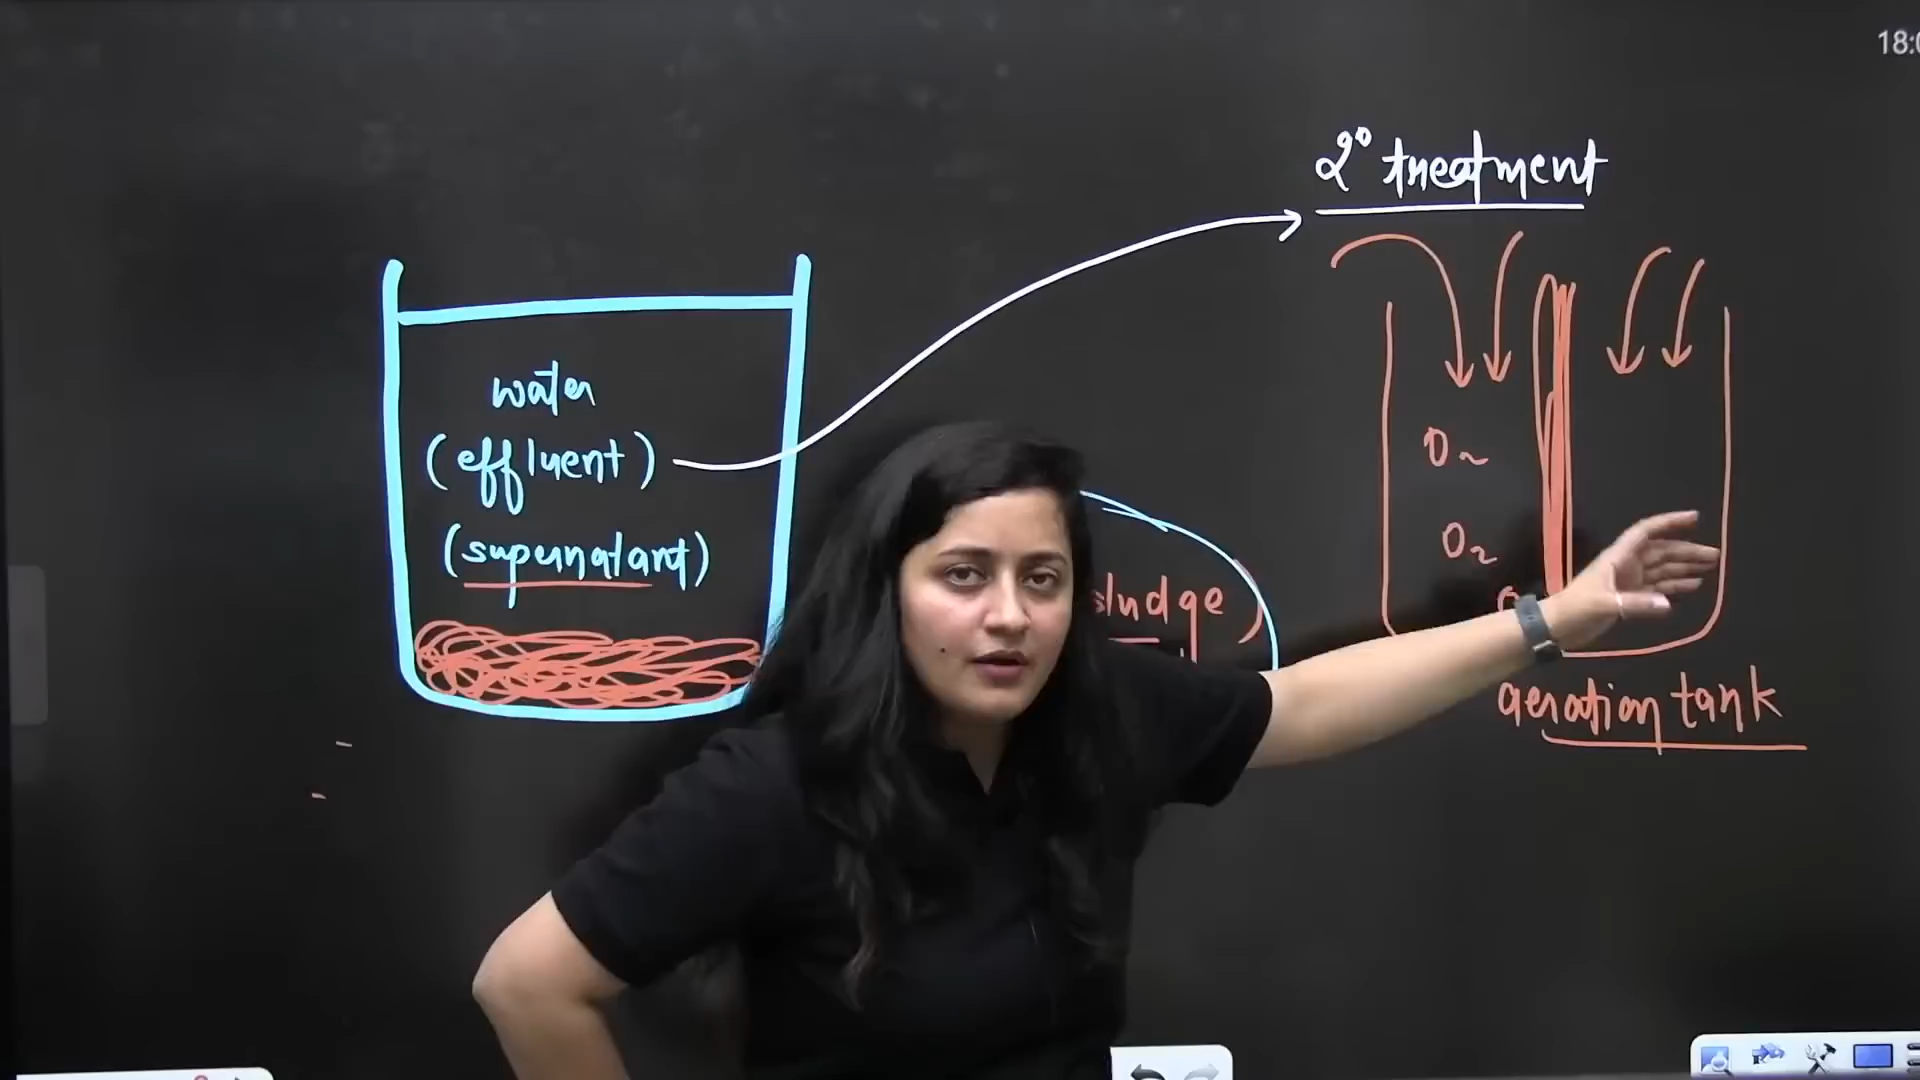 18:0
2° treatment
water
(effluent)
(supernatant)
O2
O2
sludge)
aeration tank